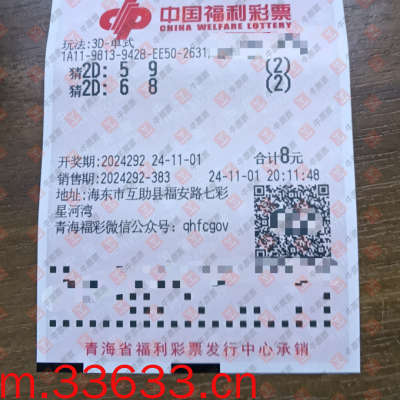 中国福利彩票
CHINA WELFARE LOTTERY
玩法:3D-单式
1A11-9813-9428-EE50-2631,
猜2D: 5 9 (2)
猜2D: 6 8 (2)
开奖期:2024292 24-11-01 合计8元
销售期:2024292-383 24-11-01 20:11:48
地址:海东市互助县福安路七彩
星河湾
青海福彩微信公众号: qhfcgov
青海省福利彩票发行中心承销
m.33633.cn